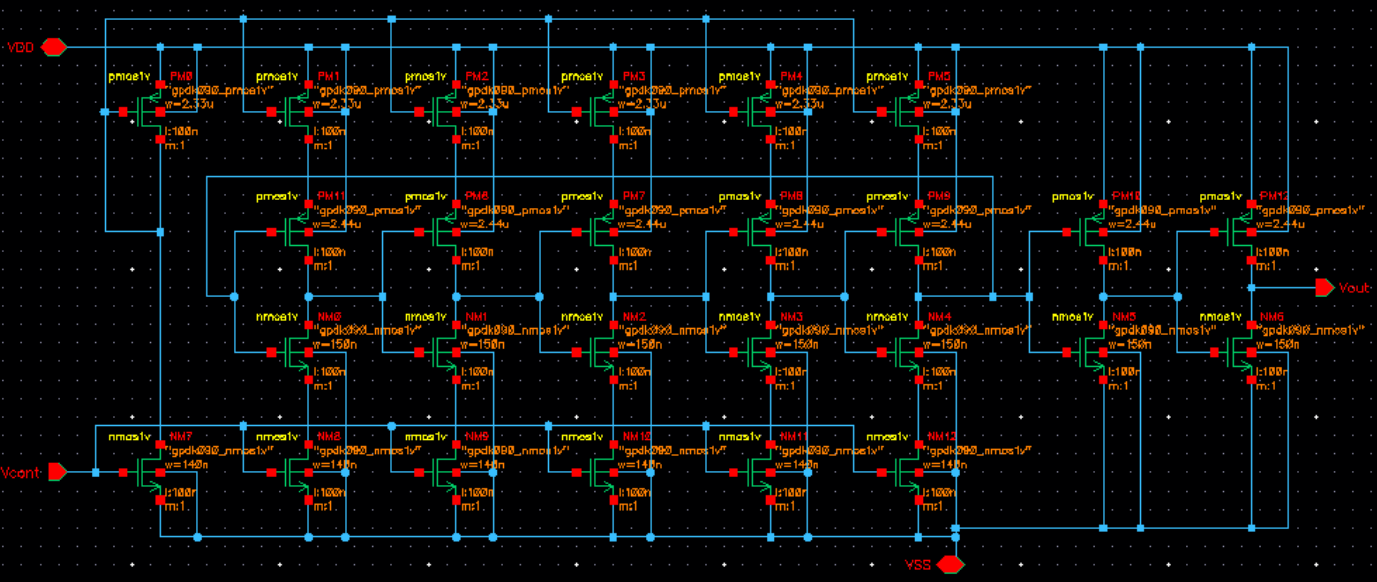 VDD
pmos1v PM0
"gpdk090_pmos1v"
w=2.33u
l:100n
m:1
pmos1v PM1
"gpdk090_pmos1v"
w=2.33u
l:100n
m:1
pmos1v PM2
"gpdk090_pmos1v"
w=2.33u
l:100n
m:1
pmos1v PM3
"gpdk090_pmos1v"
w=2.33u
l:100n
m:1
pmos1v PM4
"gpdk090_pmos1v"
w=2.33u
l:100n
m:1
pmos1v PM5
"gpdk090_pmos1v"
w=2.33u
l:100n
m:1
pmos1v PM11
"gpdk090_pmos1v"
w=2.44u
l:100n
m:1
pmos1v PM6
"gpdk090_pmos1v"
w=2.44u
l:100n
m:1
pmos1v PM7
"gpdk090_pmos1v"
w=2.44u
l:100n
m:1
pmos1v PM8
"gpdk090_pmos1v"
w=2.44u
l:100n
m:1
pmos1v PM9
"gpdk090_pmos1v"
w=2.44u
l:100n
m:1
pmos1v PM10
"gpdk090_pmos1v"
w=2.44u
l:100n
m:1
pmos1v PM12
"gpdk090_pmos1v"
w=2.44u
l:100n
m:1
Vout
nmos1v NM0
"gpdk090_nmos1v"
w=150n
l:100n
m:1
nmos1v NM1
"gpdk090_nmos1v"
w=150n
l:100n
m:1
nmos1v NM2
"gpdk090_nmos1v"
w=150n
l:100n
m:1
nmos1v NM3
"gpdk090_nmos1v"
w=150n
l:100n
m:1
nmos1v NM4
"gpdk090_nmos1v"
w=150n
l:100n
m:1
nmos1v NM5
"gpdk090_nmos1v"
w=150n
l:100n
m:1
nmos1v NM6
"gpdk090_nmos1v"
w=150n
l:100n
m:1
Vcont
nmos1v NM7
"gpdk090_nmos1v"
w=140n
l:100n
m:1
nmos1v NM8
"gpdk090_nmos1v"
w=140n
l:100n
m:1
nmos1v NM9
"gpdk090_nmos1v"
w=140n
l:100n
m:1
nmos1v NM10
"gpdk090_nmos1v"
w=140n
l:100n
m:1
nmos1v NM11
"gpdk090_nmos1v"
w=140n
l:100n
m:1
nmos1v NM12
"gpdk090_nmos1v"
w=140n
l:100n
m:1
VSS